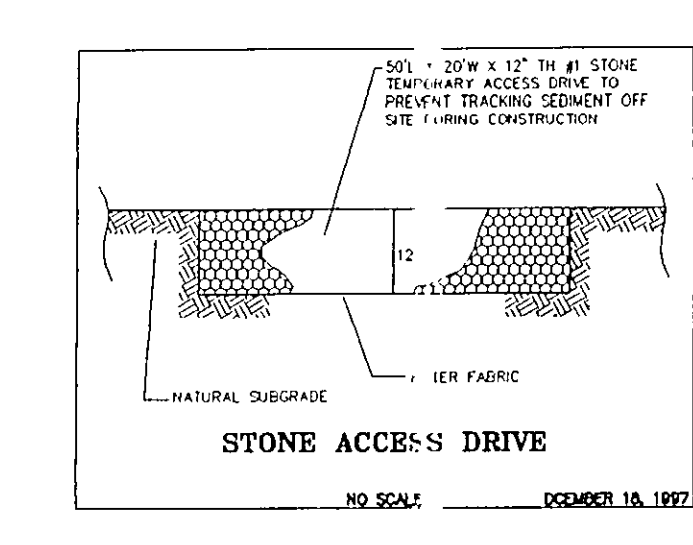 50'L x 20'W X 12" TH #1 STONE
TEMPORARY ACCESS DRIVE TO
PREVENT TRACKING SEDIMENT OFF
SITE DURING CONSTRUCTION
12
FABRIC
NATURAL SUBGRADE
STONE ACCESS DRIVE
NO SCALE
DCEMBER 18, 1997